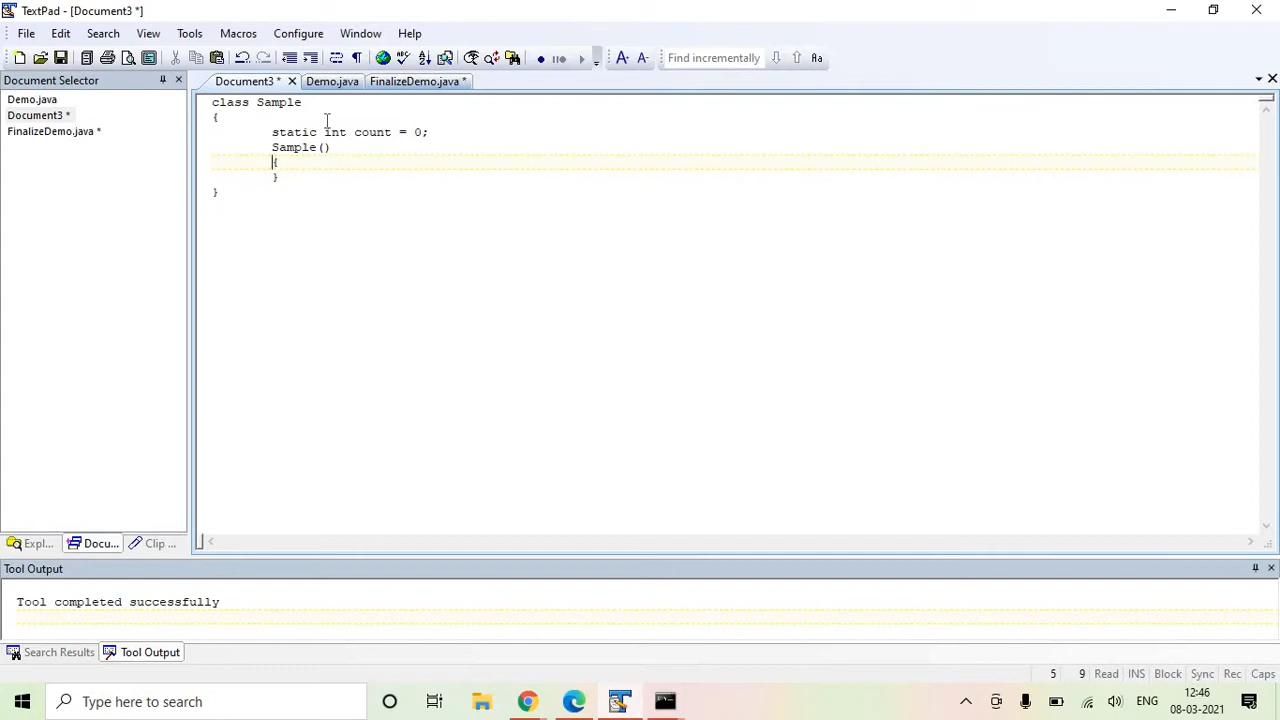 TextPad - [Document3 *]
File Edit Search View Tools Macros Configure Window Help
Find incrementally
Aa
Document Selector
Document3 *
Demo.java
FinalizeDemo.java *
Demo.java
Document3 *
FinalizeDemo.java *
class Sample
{
static int count = 0;
Sample()
{
}
}
Expl...
Docu...
Clip ...
Tool Output
Tool completed successfully
Search Results
Tool Output
5 9 Read INS Block Sync Rec Caps
Type here to search
ENG
12:46
08-03-2021